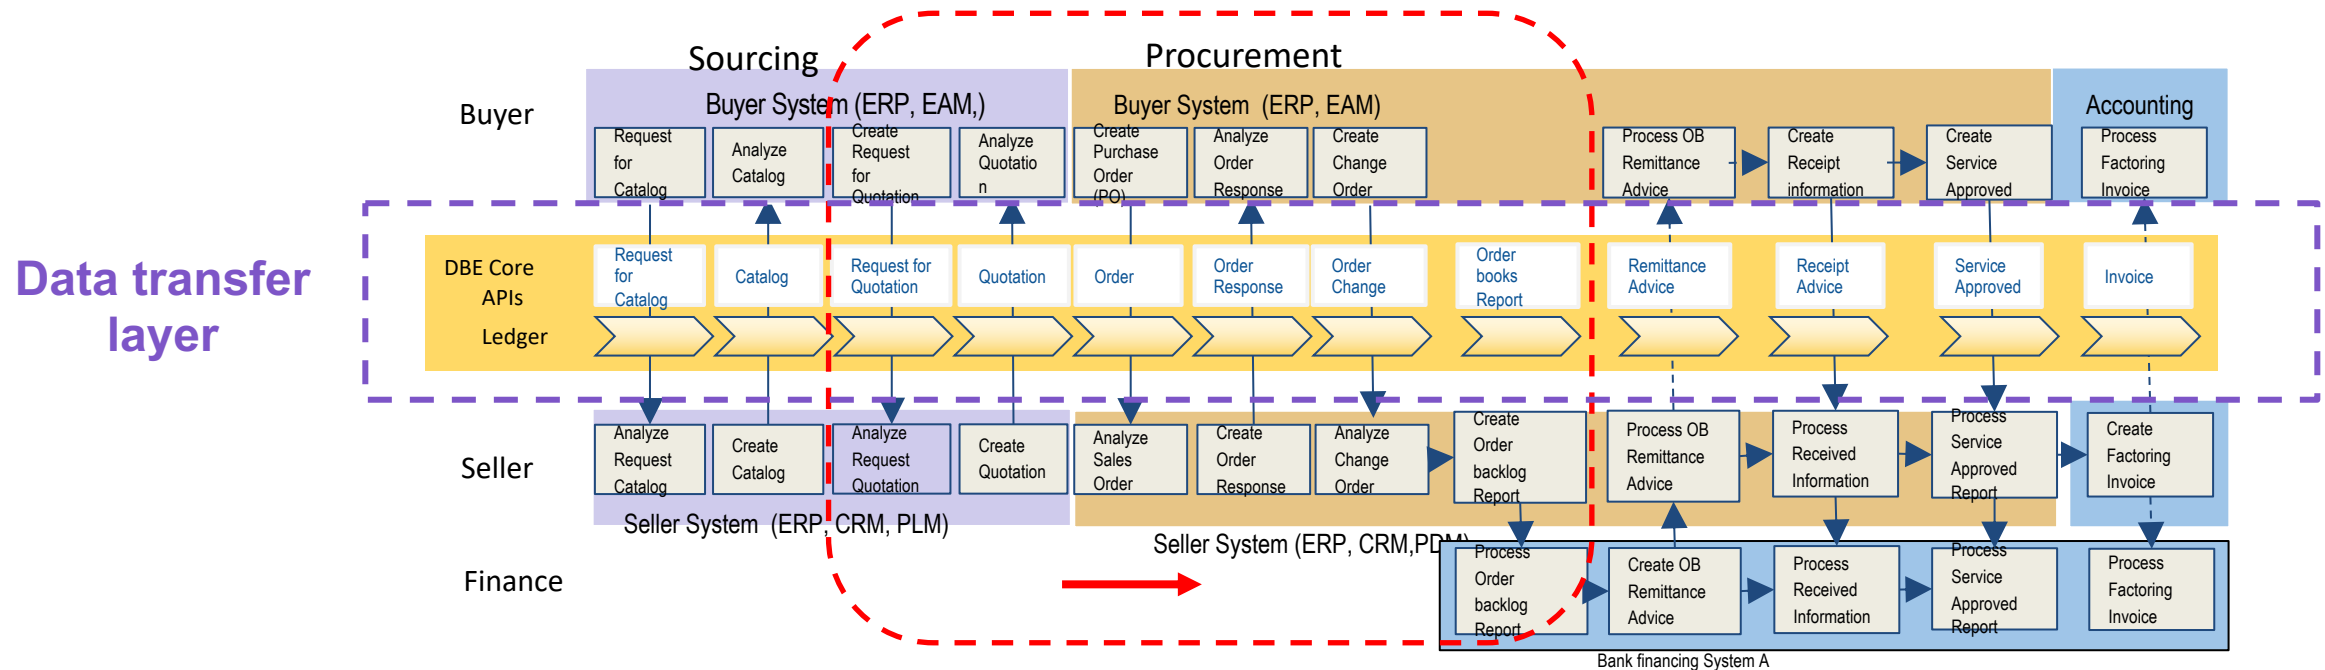 Sourcing
Procurement
Buyer
Buyer System (ERP, EAM,)
Buyer System  (ERP, EAM)
Accounting
Request
for
Catalog
Analyze
Catalog
Create
Request
for
Quotation
Analyze
Quotatio
n
Create
Purchase
Order
(PO)
Analyze
Order
Response
Create
Change
Order
Process OB
Remittance
Advice
Create
Receipt
information
Create
Service
Approved
Process
Factoring
Invoice
Data transfer
layer
DBE Core
APIs
Ledger
Request
for
Catalog
Catalog
Request for
Quotation
Quotation
Order
Order
Response
Order
Change
Order
books
Report
Remittance
Advice
Receipt
Advice
Service
Approved
Invoice
Seller
Analyze
Request
Catalog
Create
Catalog
Analyze
Request
Quotation
Create
Quotation
Analyze
Sales
Order
Create
Order
Response
Analyze
Change
Order
Create
Order
backlog
Report
Process OB
Remittance
Advice
Process
Received
Information
Process
Service
Approved
Report
Create
Factoring
Invoice
Seller System  (ERP, CRM, PLM)
Seller System (ERP, CRM,PDM)
Finance
Process
Order
backlog
Report
Create OB
Remittance
Advice
Process
Received
Information
Process
Service
Approved
Report
Process
Factoring
Invoice
Bank financing System A